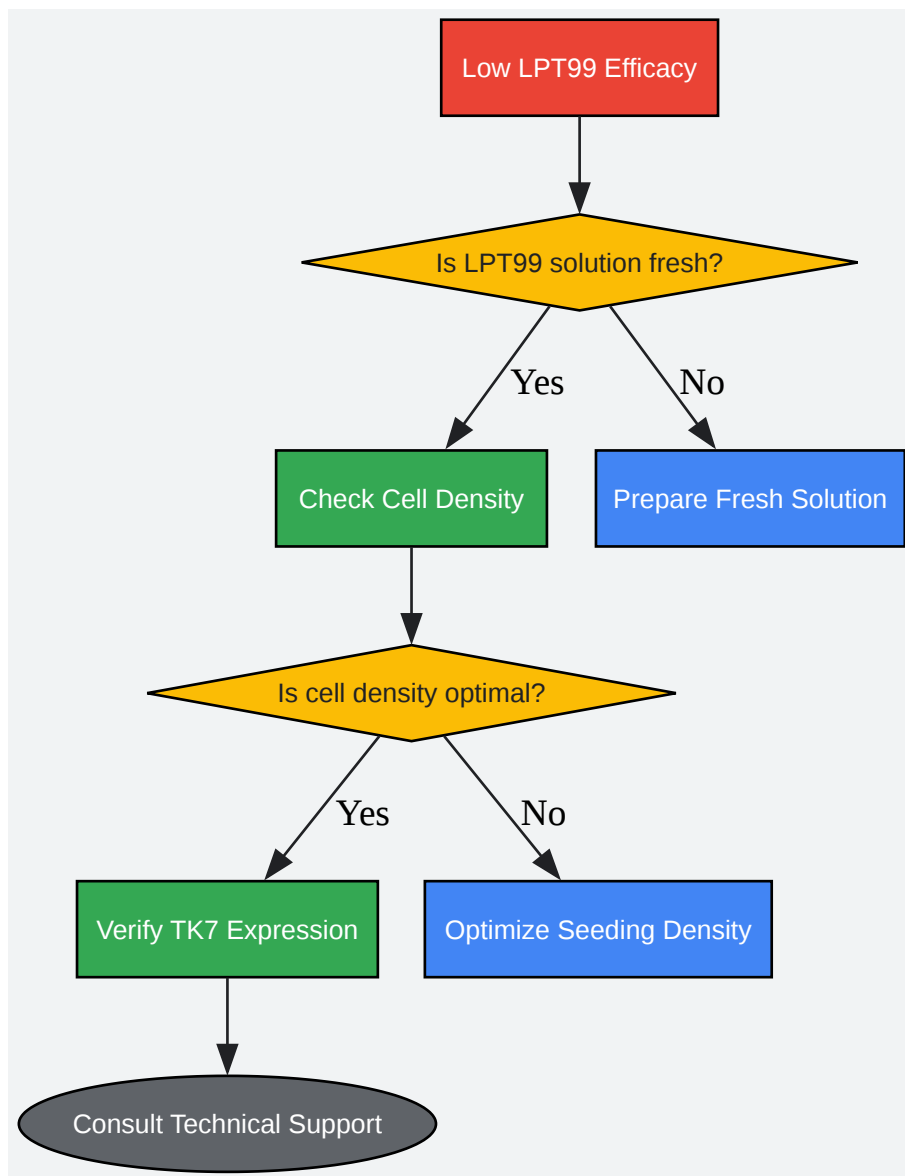 Low LPT99 Efficacy
Is LPT99 solution fresh?
Yes
No
Check Cell Density
Prepare Fresh Solution
Is cell density optimal?
Yes
No
Verify TK7 Expression
Optimize Seeding Density
Consult Technical Support